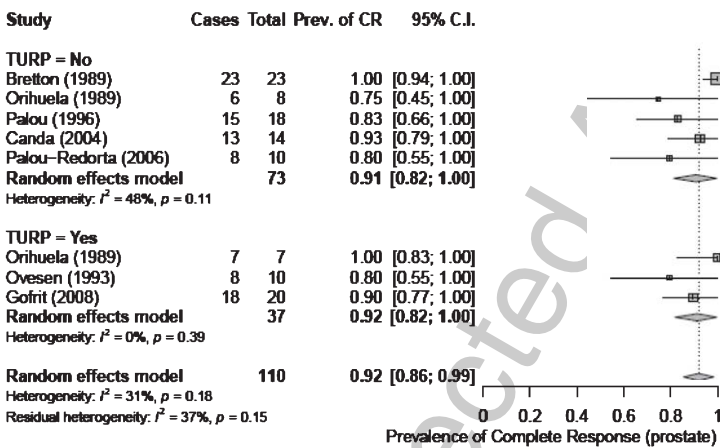 Study Cases Total Prev. of CR 95% C.I.
TURP = No
Bretton (1989) 23 23 1.00 [0.94; 1.00]
Orihuela (1989) 6 8 0.75 [0.45; 1.00]
Palou (1996) 15 18 0.83 [0.66; 1.00]
Canda (2004) 13 14 0.93 [0.79; 1.00]
Palou–Redorta (2006) 8 10 0.80 [0.55; 1.00]
Random effects model 73 0.91 [0.82; 1.00]
Heterogeneity: I² = 48%, p = 0.11
TURP = Yes
Orihuela (1989) 7 7 1.00 [0.83; 1.00]
Ovesen (1993) 8 10 0.80 [0.55; 1.00]
Gofrit (2008) 18 20 0.90 [0.77; 1.00]
Random effects model 37 0.92 [0.82; 1.00]
Heterogeneity: I² = 0%, p = 0.39
Random effects model 110 0.92 [0.86; 0.99]
Heterogeneity: I² = 31%, p = 0.18
Residual heterogeneity: I² = 37%, p = 0.15
0 0.2 0.4 0.6 0.8 1
Prevalence of Complete Response (prostate)
ected